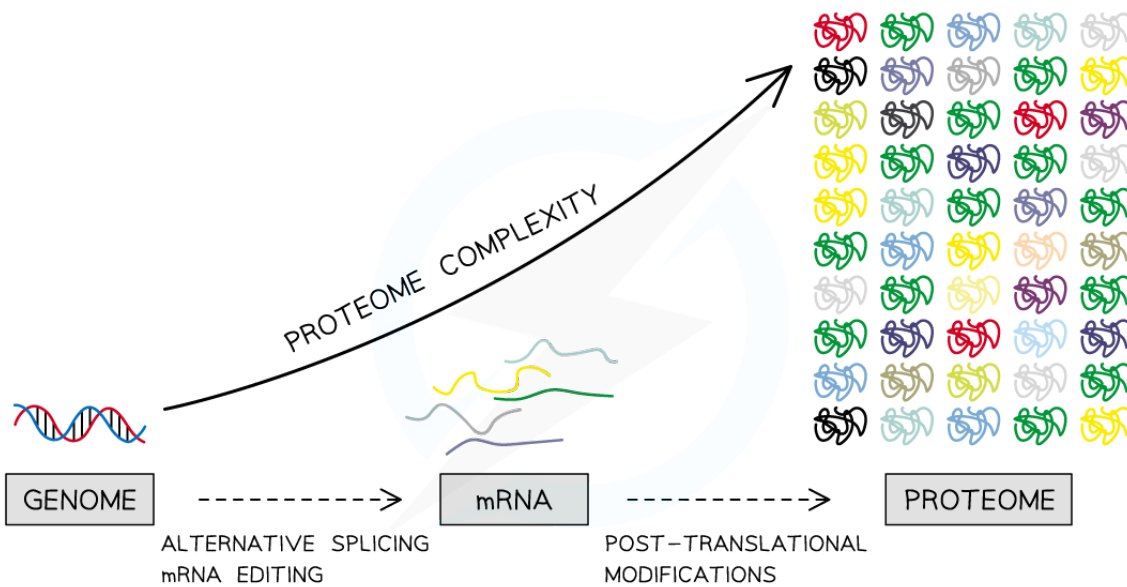 PROTEOME COMPLEXITY
GENOME
mRNA
PROTEOME
ALTERNATIVE SPLICING
mRNA EDITING
POST-TRANSLATIONAL
MODIFICATIONS